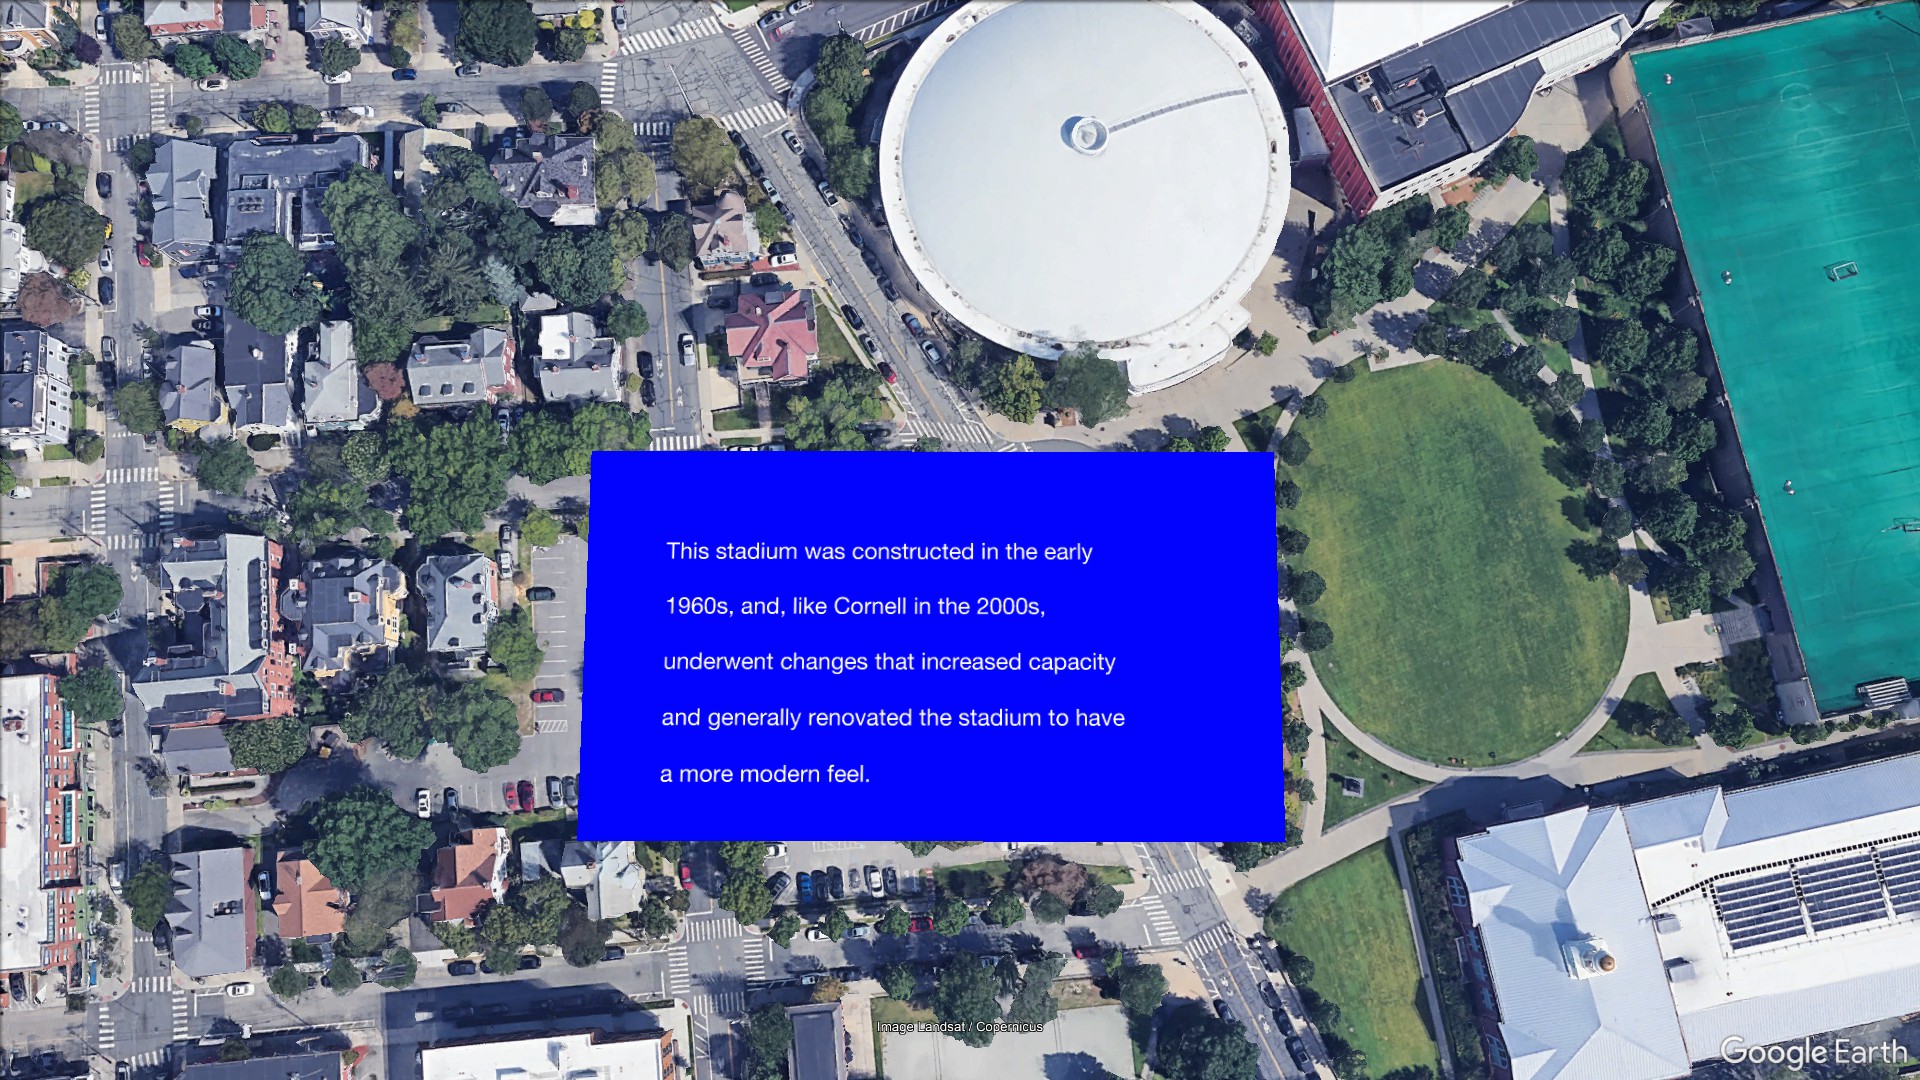 This stadium was constructed in the early
1960s, and, like Cornell in the 2000s,
underwent changes that increased capacity
and generally renovated the stadium to have
a more modern feel.
Image Landsat / Copernicus
Google Earth